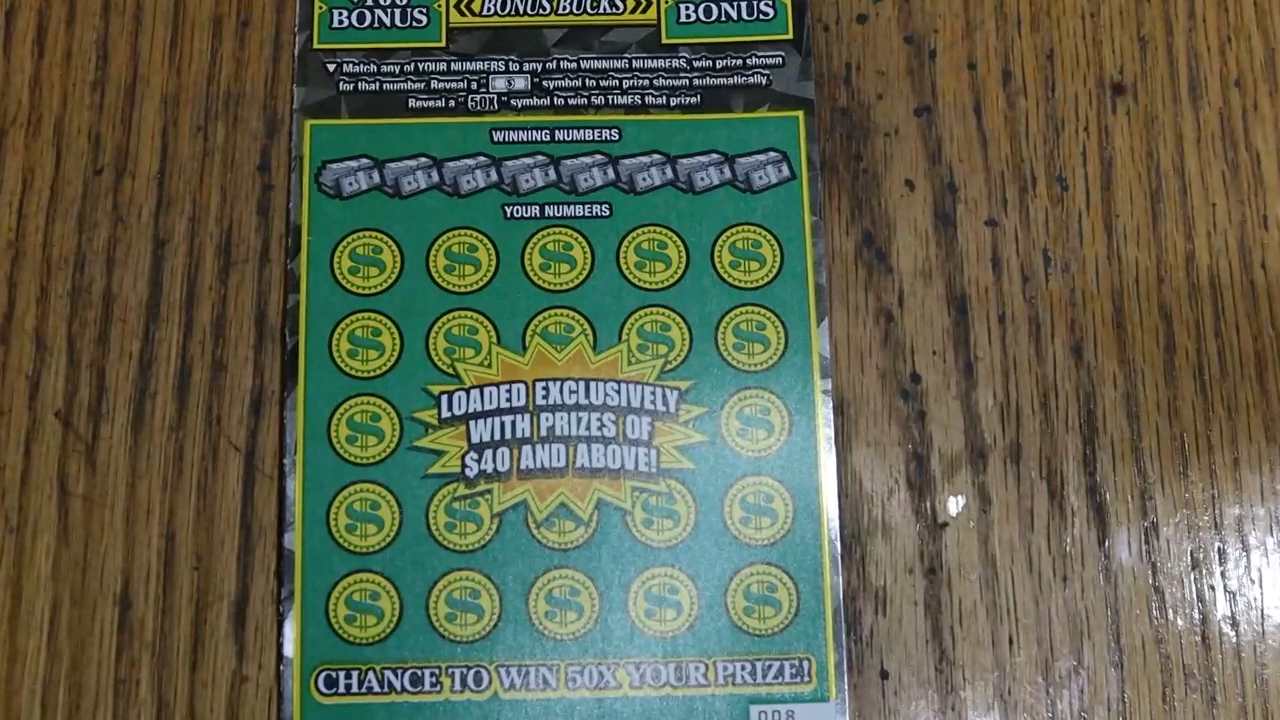 $100
BONUS
BONUS BUCKS
BONUS
Match any of YOUR NUMBERS to any of the WINNING NUMBERS, win prize shown
for that number. Reveal a " " symbol to win prize shown automatically.
Reveal a "50X" symbol to win 50 TIMES that prize!
WINNING NUMBERS
YOUR NUMBERS
LOADED EXCLUSIVELY
WITH PRIZES OF
$40 AND ABOVE!
CHANCE TO WIN 50X YOUR PRIZE!
008